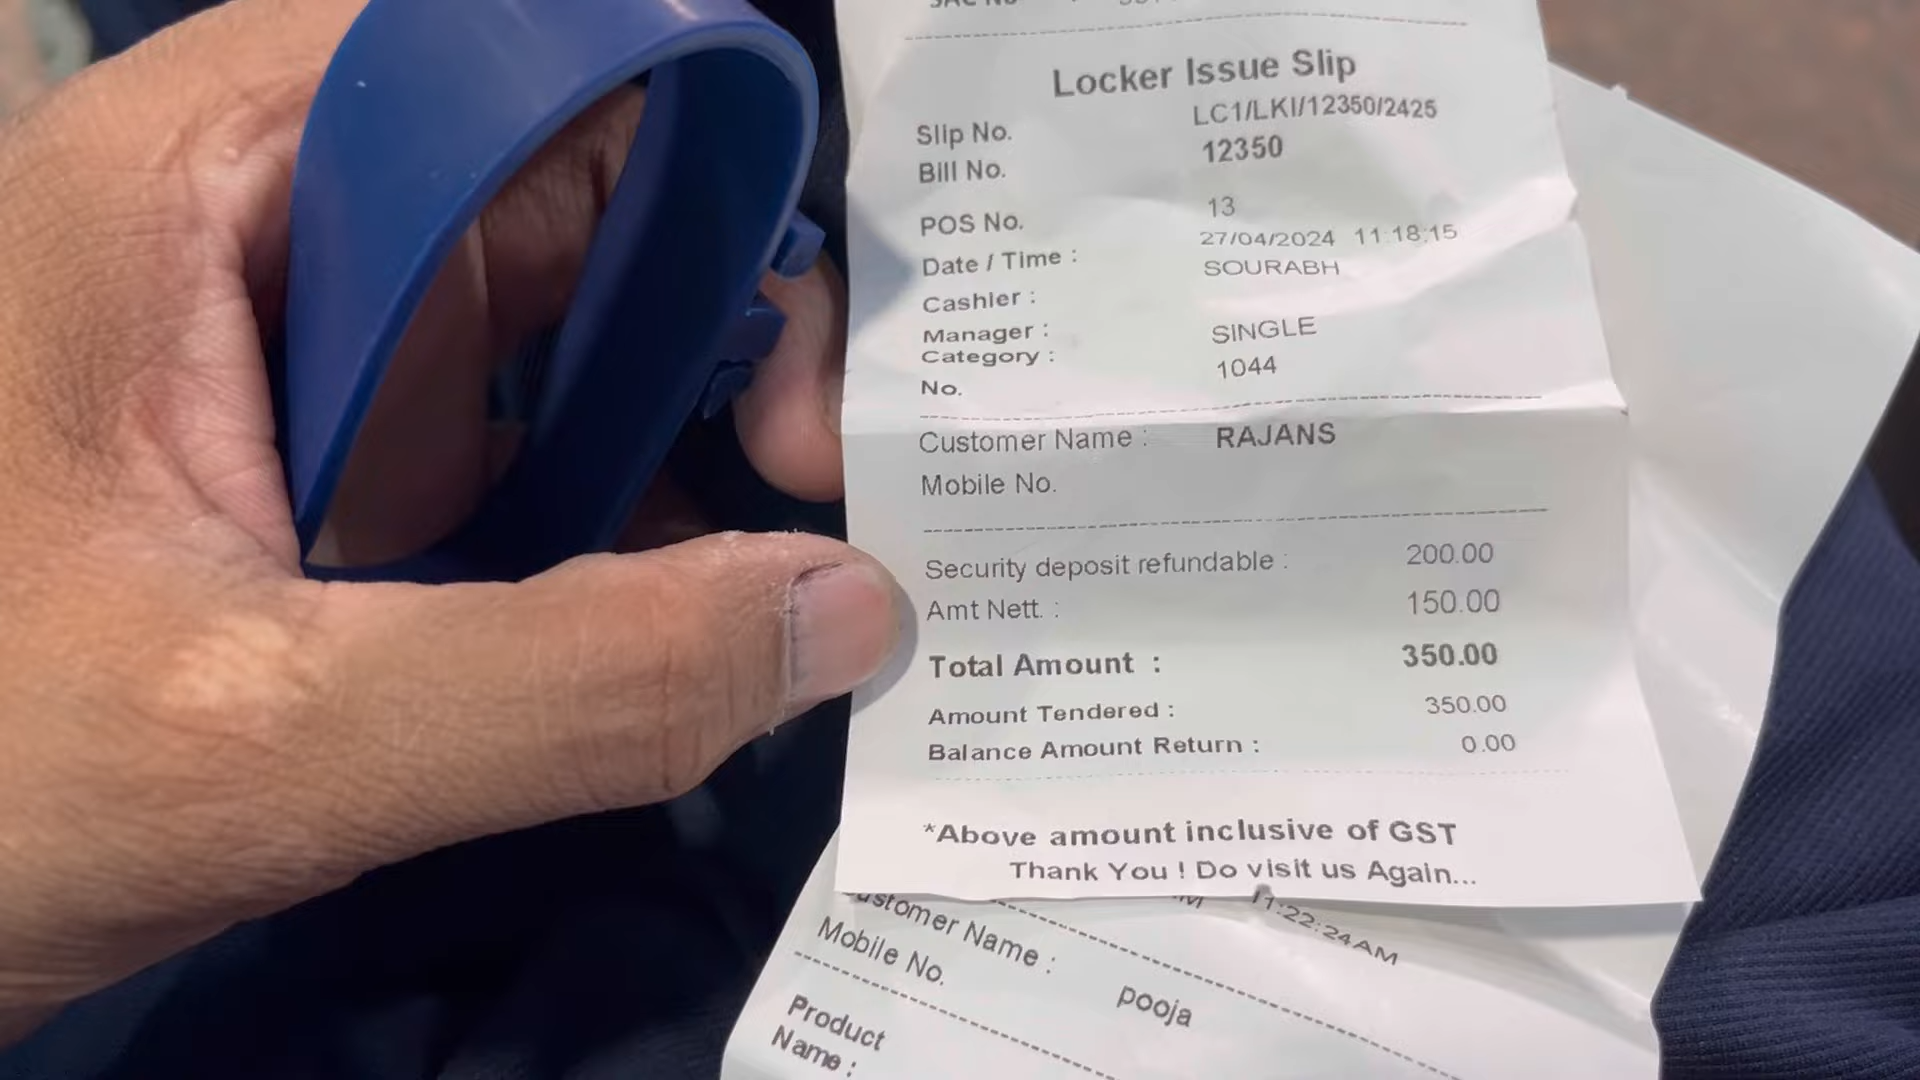 Locker Issue Slip
Slip No. LC1/LKI/12350/2425
Bill No. 12350
POS No. 13
Date / Time : 27/04/2024 11:18:15
Cashier : SOURABH
Manager :
Category : SINGLE
No. 1044
Customer Name : RAJANS
Mobile No.
Security deposit refundable : 200.00
Amt Nett. : 150.00
Total Amount : 350.00
Amount Tendered : 350.00
Balance Amount Return : 0.00
*Above amount inclusive of GST
Thank You ! Do visit us Again...
11:22:24AM
Customer Name : pooja
Mobile No.
Product
Name :